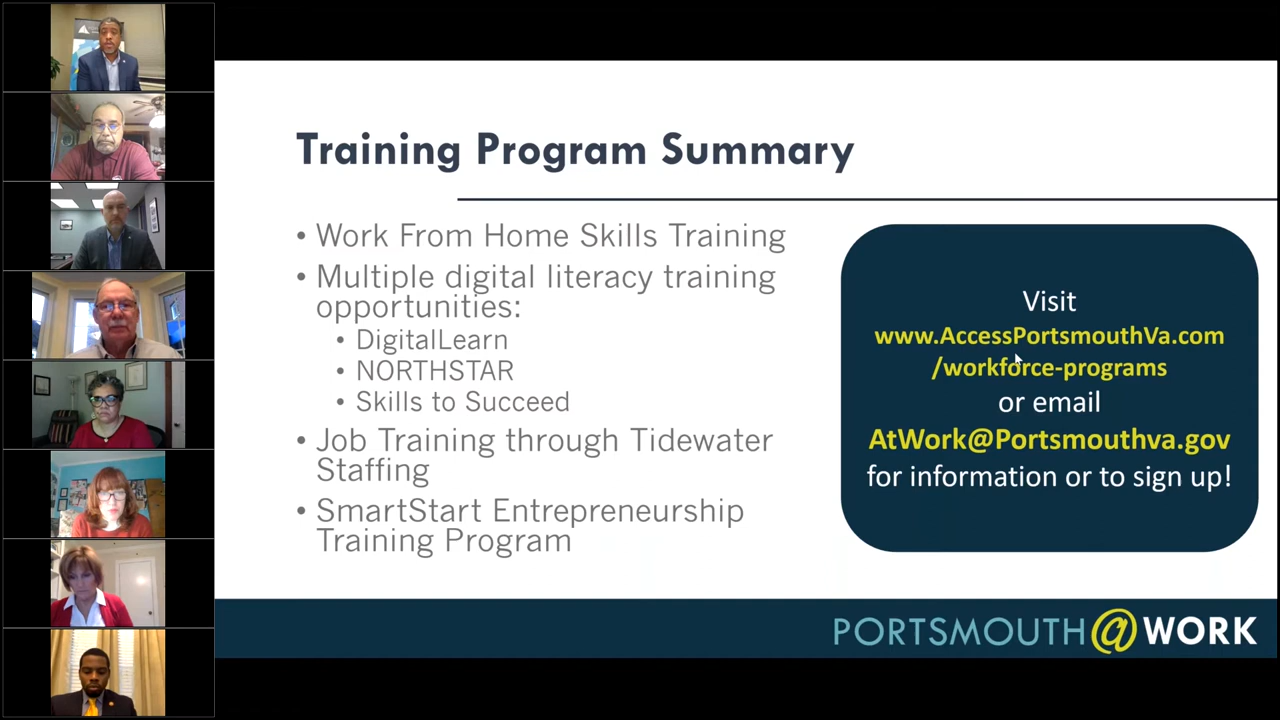 Training Program Summary
• Work From Home Skills Training
• Multiple digital literacy training
opportunities:
• DigitalLearn
• NORTHSTAR
• Skills to Succeed
• Job Training through Tidewater
Staffing
• SmartStart Entrepreneurship
Training Program
Visit
www.AccessPortsmouthVa.com
/workforce-programs
or email
AtWork@Portsmouthva.gov
for information or to sign up!
PORTSMOUTH@WORK